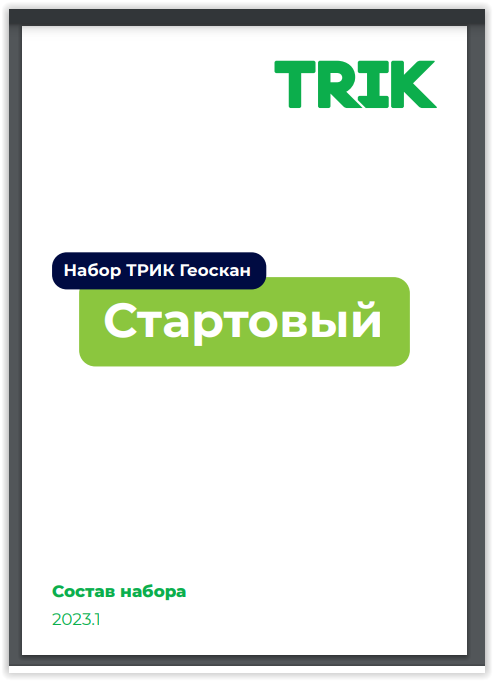 TRIK
Набор ТРИК Геоскан
Стартовый
Состав набора
2023.1